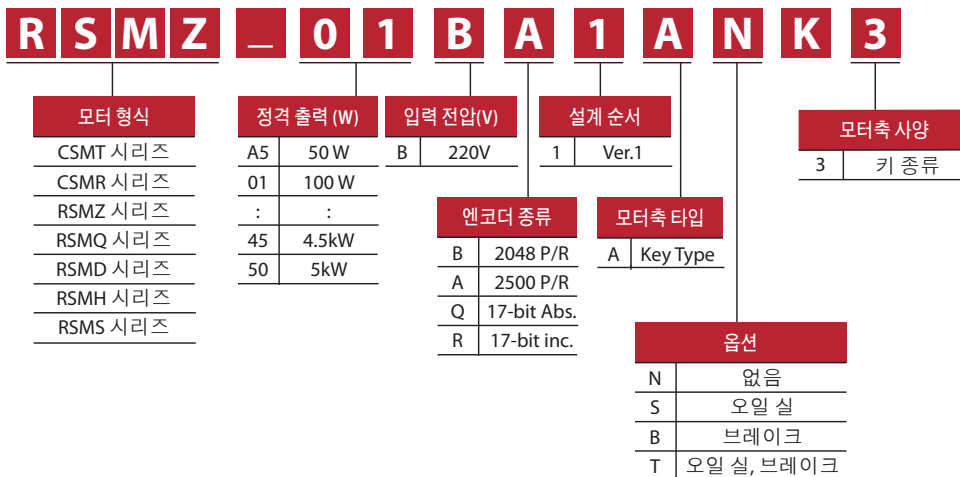 RSMZ_01BA1ANK3
모터 형식
CSMT 시리즈
CSMR 시리즈
RSMZ 시리즈
RSMQ 시리즈
RSMD 시리즈
RSMH 시리즈
RSMS 시리즈
정격 출력 (W)
A5 50 W
01 100 W
: :
45 4.5kW
50 5kW
입력 전압(V)
B 220V
엔코더 종류
B 2048 P/R
A 2500 P/R
Q 17-bit Abs.
R 17-bit inc.
설계 순서
1 Ver.1
모터축 타입
A Key Type
옵션
N 없음
S 오일 실
B 브레이크
T 오일 실, 브레이크
모터축 사양
3 키 종류